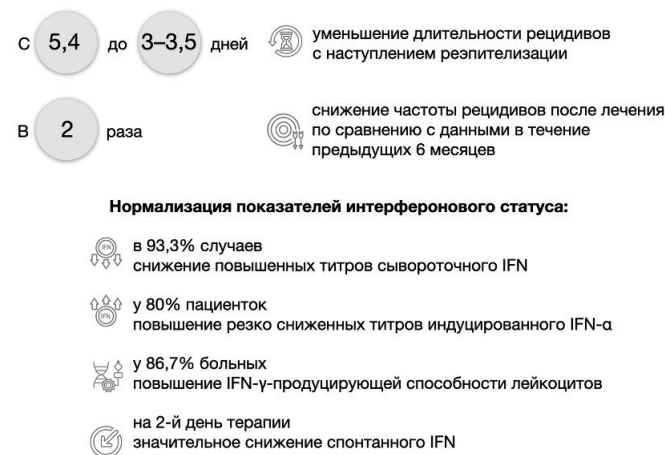 С 5,4 до 3–3,5 дней
уменьшение длительности рецидивов
с наступлением реэпителизации
В 2 раза
снижение частоты рецидивов после лечения
по сравнению с данными в течение
предыдущих 6 месяцев
Нормализация показателей интерферонового статуса:
IFN
в 93,3% случаев
снижение повышенных титров сывороточного IFN
IFN
у 80% пациенток
повышение резко сниженных титров индуцированного IFN-α
у 86,7% больных
повышение IFN-γ-продуцирующей способности лейкоцитов
на 2-й день терапии
значительное снижение спонтанного IFN